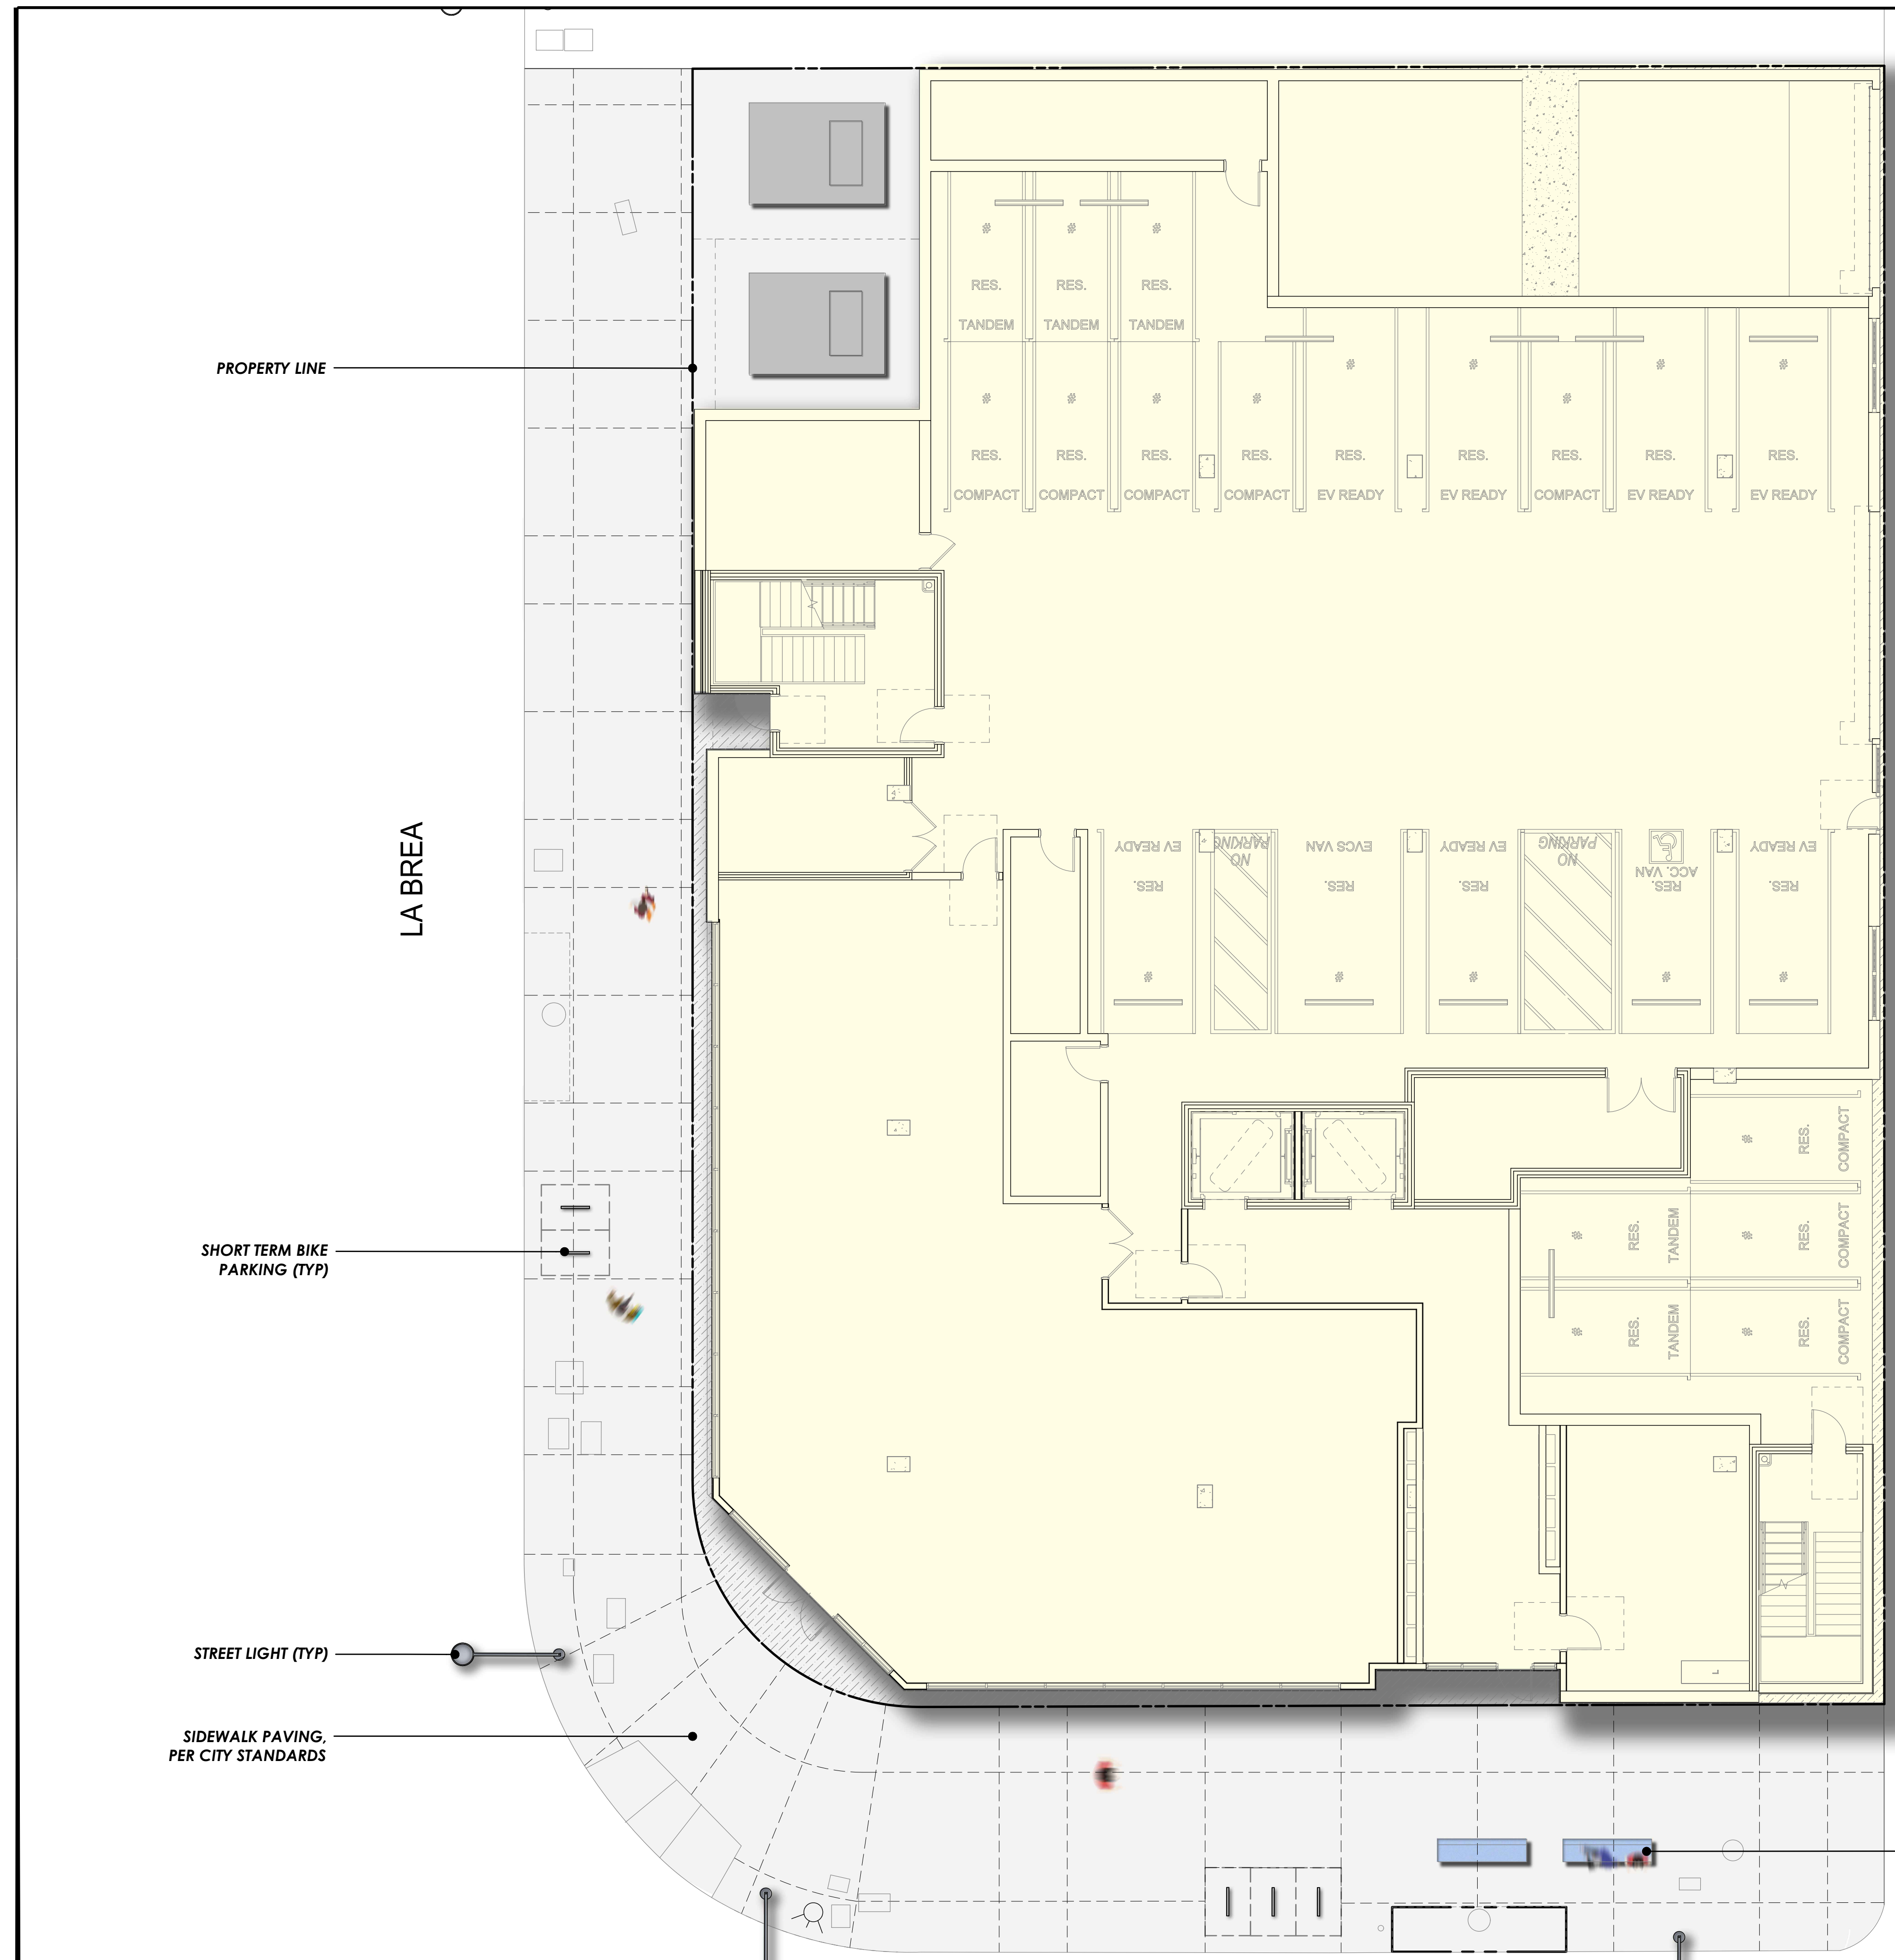 # # #
RES. RES. RES.
TANDEM TANDEM TANDEM
PROPERTY LINE
# # # #
# # # # #
RES. RES. RES. RES. RES. RES. RES. RES. RES.
COMPACT COMPACT COMPACT COMPACT EV READY EV READY COMPACT EV READY EV READY
LA BREA
EV READY
NO
PARKING
EVCS VAN
EV READY
NO
PARKING
EV READY
RES. RES. RES.
RES.
ACC. VAN
RES.
# # # # #
# RES. COMPACT
# RES. TANDEM # RES. COMPACT
# RES. TANDEM # RES. COMPACT
SHORT TERM BIKE
PARKING (TYP)
STREET LIGHT (TYP)
L
SIDEWALK PAVING,
PER CITY STANDARDS